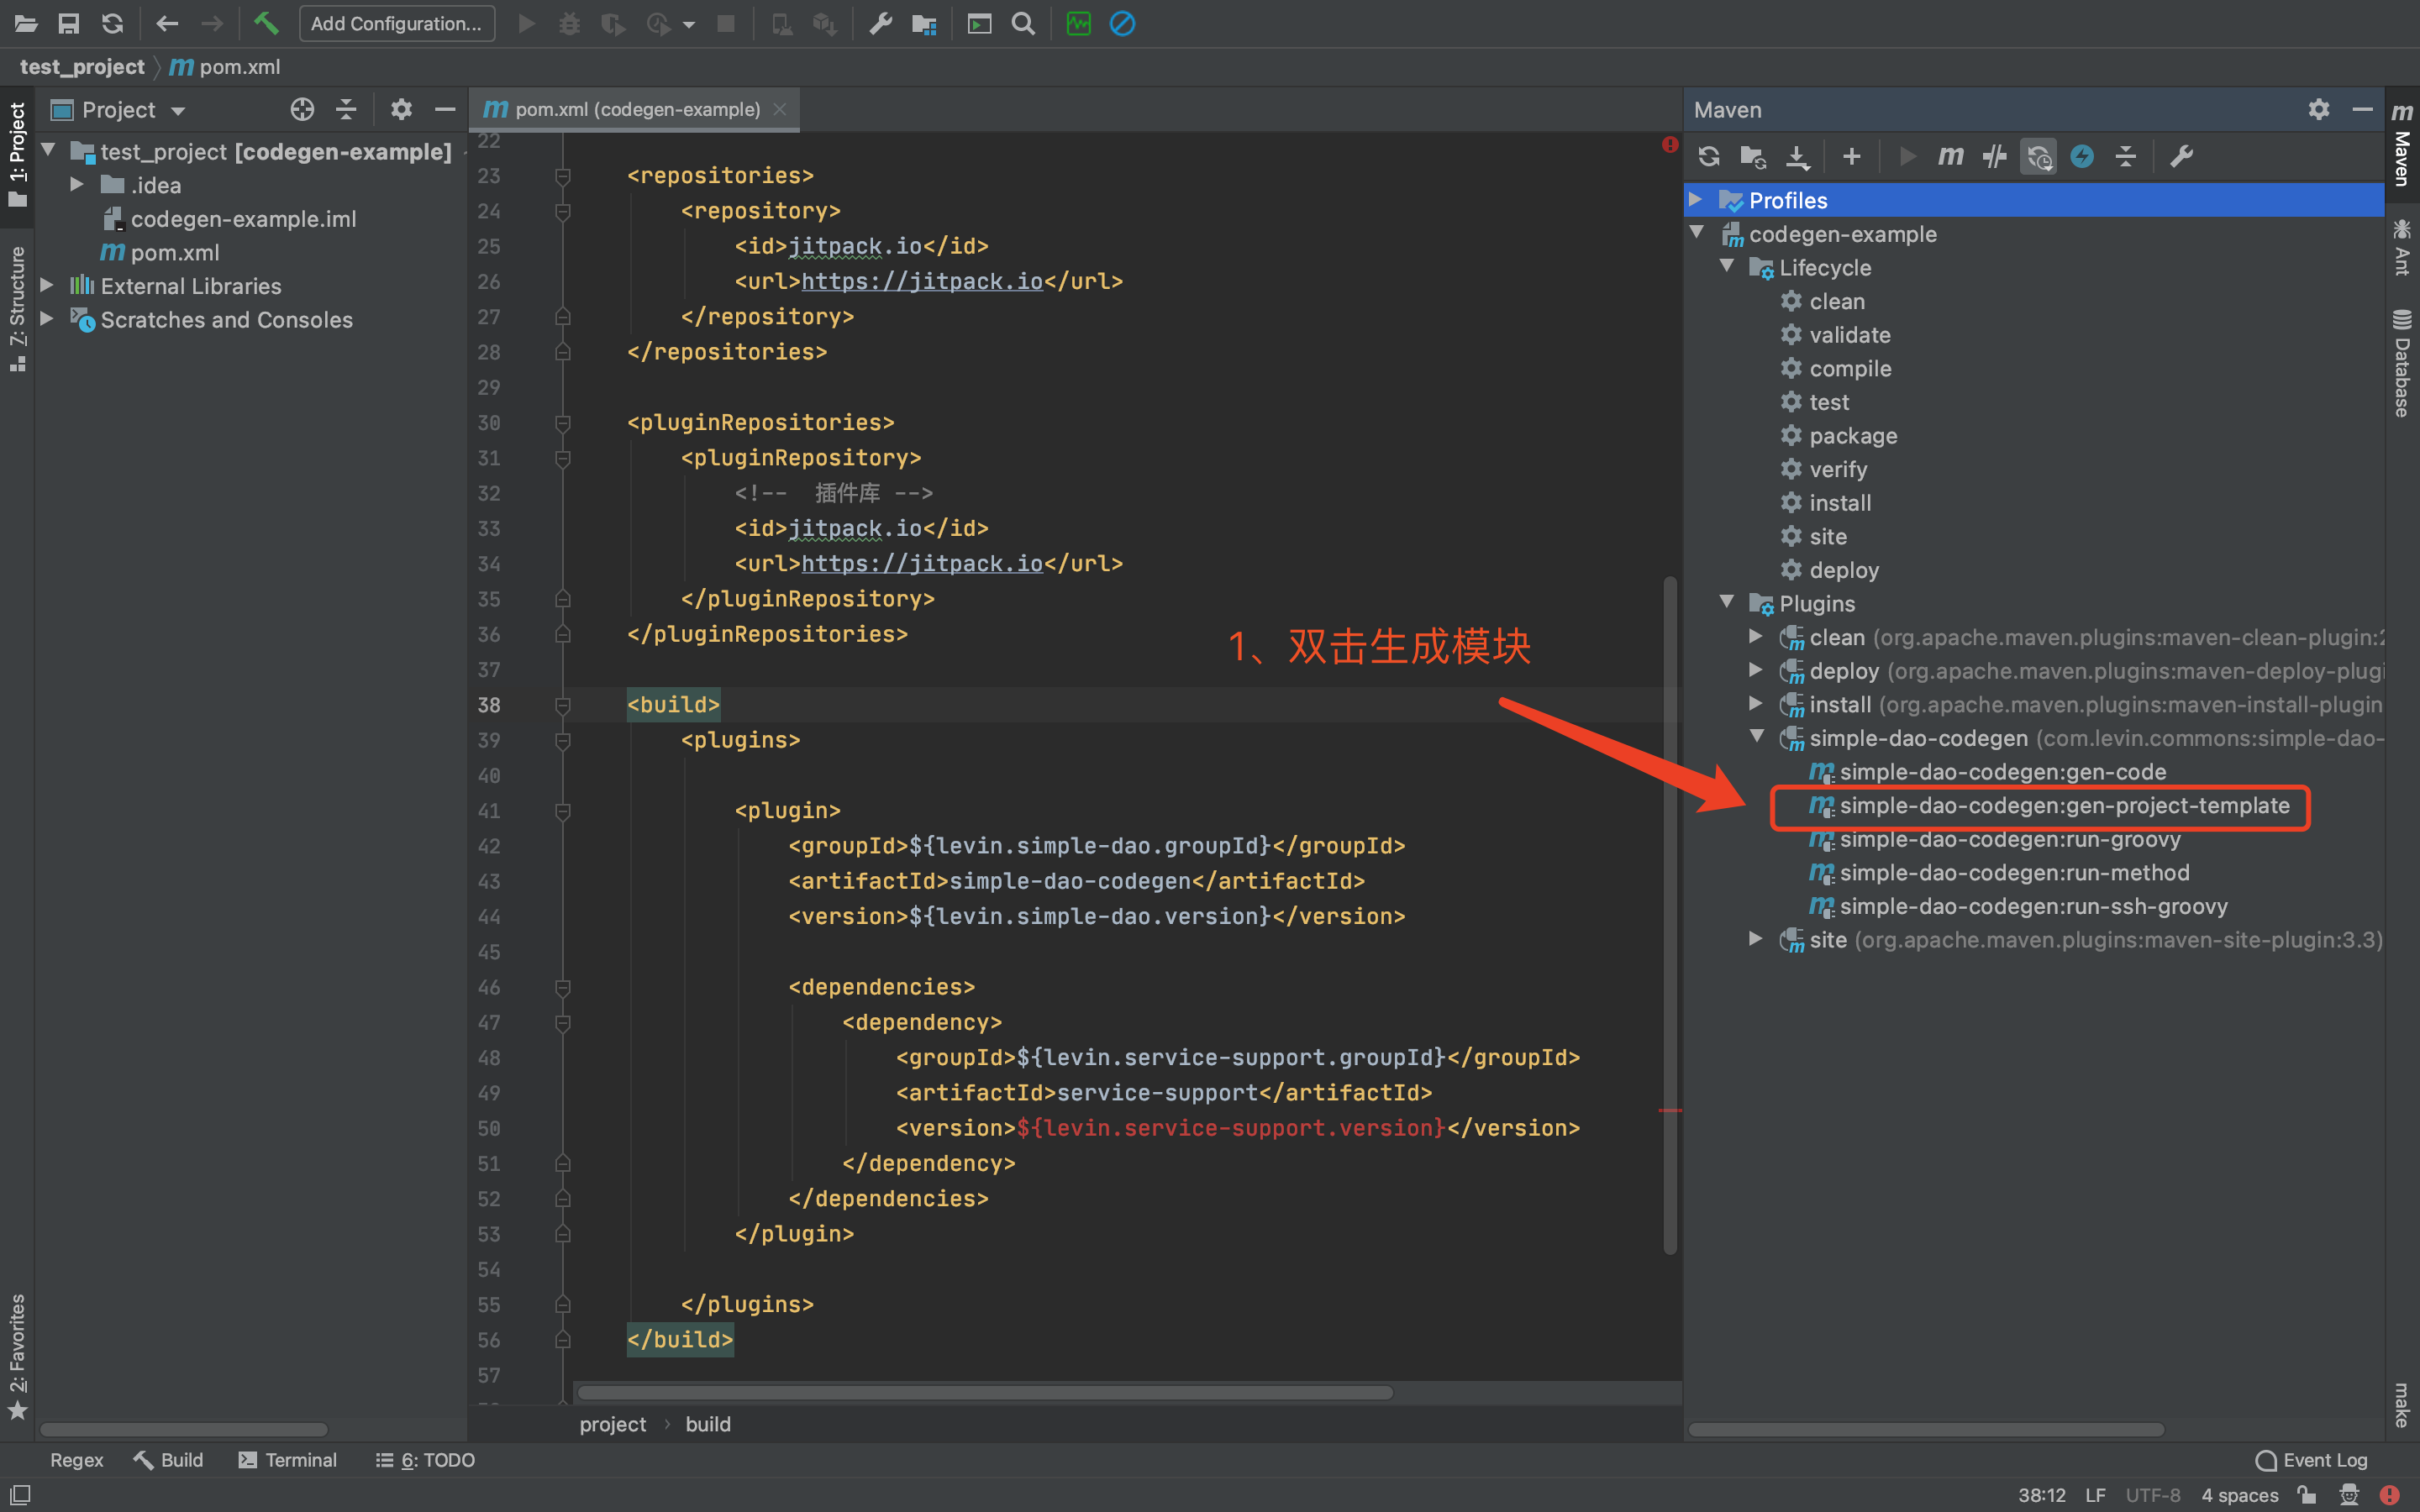 Add Configuration...
test_project
pom.xml
1: Project
7: Structure
2: Favorites
Project
test_project [codegen-example]
.idea
codegen-example.iml
pom.xml
External Libraries
Scratches and Consoles
pom.xml (codegen-example)
22
23 <repositories>
24 <repository>
25 <id>jitpack.io</id>
26 <url>https://jitpack.io</url>
27 </repository>
28 </repositories>
29
30 <pluginRepositories>
31 <pluginRepository>
32 <!--  插件库 -->
33 <id>jitpack.io</id>
34 <url>https://jitpack.io</url>
35 </pluginRepository>
36 </pluginRepositories>
37
38 <build>
39 <plugins>
40
41 <plugin>
42 <groupId>${levin.simple-dao.groupId}</groupId>
43 <artifactId>simple-dao-codegen</artifactId>
44 <version>${levin.simple-dao.version}</version>
45
46 <dependencies>
47 <dependency>
48 <groupId>${levin.service-support.groupId}</groupId>
49 <artifactId>service-support</artifactId>
50 <version>${levin.service-support.version}</version>
51 </dependency>
52 </dependencies>
53 </plugin>
54
55 </plugins>
56 </build>
57
1、双击生成模块
project › build
Maven
Profiles
codegen-example
Lifecycle
clean
validate
compile
test
package
verify
install
site
deploy
Plugins
clean (org.apache.maven.plugins:maven-clean-plugin:2
deploy (org.apache.maven.plugins:maven-deploy-plugi
install (org.apache.maven.plugins:maven-install-plugin
simple-dao-codegen (com.levin.commons:simple-dao-
simple-dao-codegen:gen-code
simple-dao-codegen:gen-project-template
simple-dao-codegen:run-groovy
simple-dao-codegen:run-method
simple-dao-codegen:run-ssh-groovy
site (org.apache.maven.plugins:maven-site-plugin:3.3)
Maven
Ant
Database
make
Regex
Build
Terminal
6: TODO
Event Log
38:12
LF
UTF-8
4 spaces